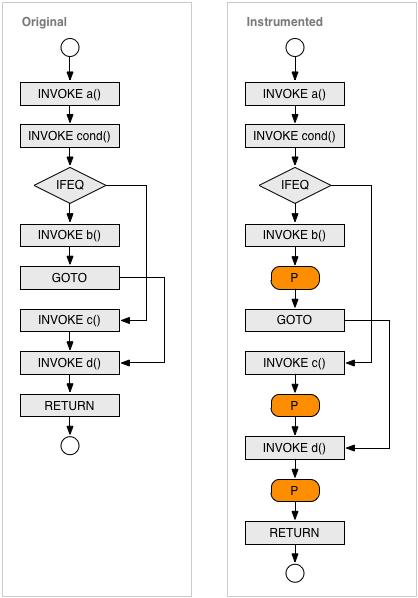 Original
INVOKE a()
INVOKE cond()
IFEQ
INVOKE b()
GOTO
INVOKE c()
INVOKE d()
RETURN
Instrumented
INVOKE a()
INVOKE cond()
IFEQ
INVOKE b()
P
GOTO
INVOKE c()
P
INVOKE d()
P
RETURN